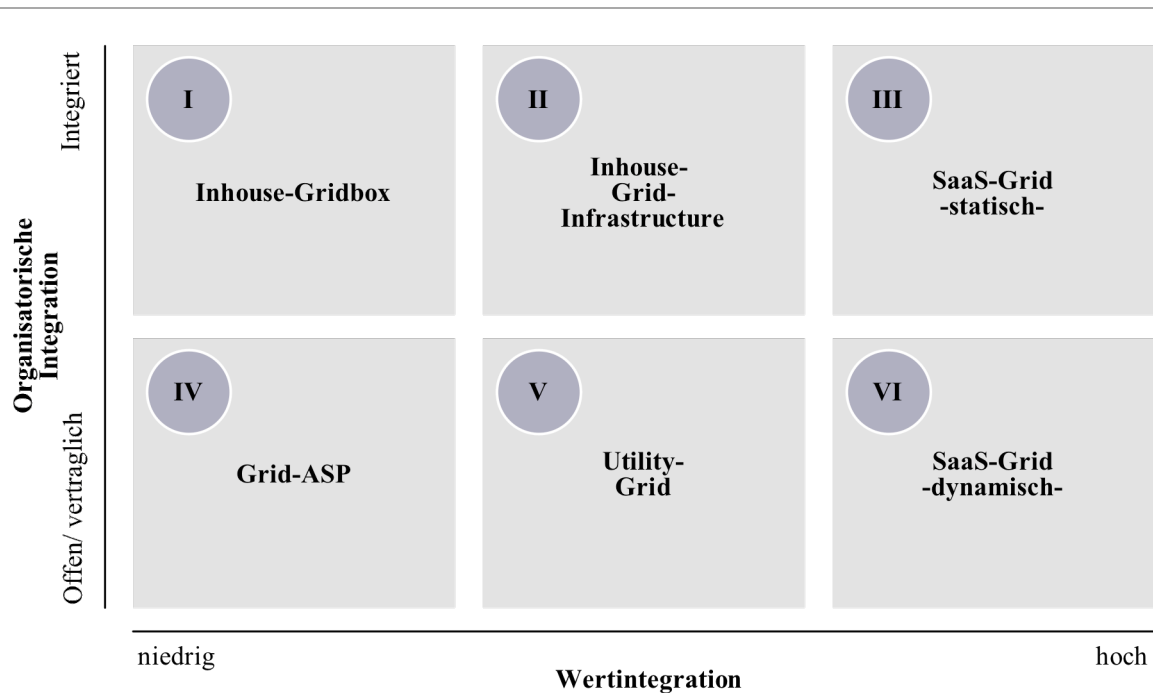 Organisatorische
Integration
Integriert
Offen/ vertraglich
I
Inhouse-Gridbox
II
Inhouse-
Grid-
Infrastructure
III
SaaS-Grid
-statisch-
IV
Grid-ASP
V
Utility-
Grid
VI
SaaS-Grid
-dynamisch-
niedrig
hoch
Wertintegration